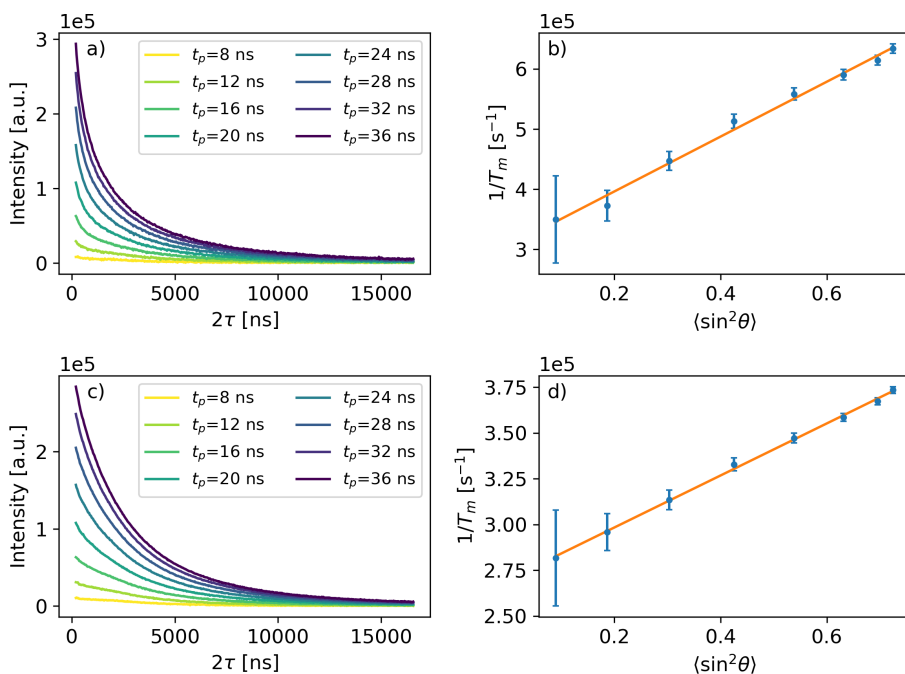 1e5
a)
3
2
1
0
Intensity [a.u.]
t_p=8 ns
t_p=12 ns
t_p=16 ns
t_p=20 ns
t_p=24 ns
t_p=28 ns
t_p=32 ns
t_p=36 ns
0 5000 10000 15000
2τ [ns]
1e5
b)
6
5
4
3
1/T_m [s⁻¹]
0.2 0.4 0.6
⟨sin²θ⟩
1e5
c)
2
1
0
Intensity [a.u.]
t_p=8 ns
t_p=12 ns
t_p=16 ns
t_p=20 ns
t_p=24 ns
t_p=28 ns
t_p=32 ns
t_p=36 ns
0 5000 10000 15000
2τ [ns]
1e5
d)
3.75
3.50
3.25
3.00
2.75
2.50
1/T_m [s⁻¹]
0.2 0.4 0.6
⟨sin²θ⟩